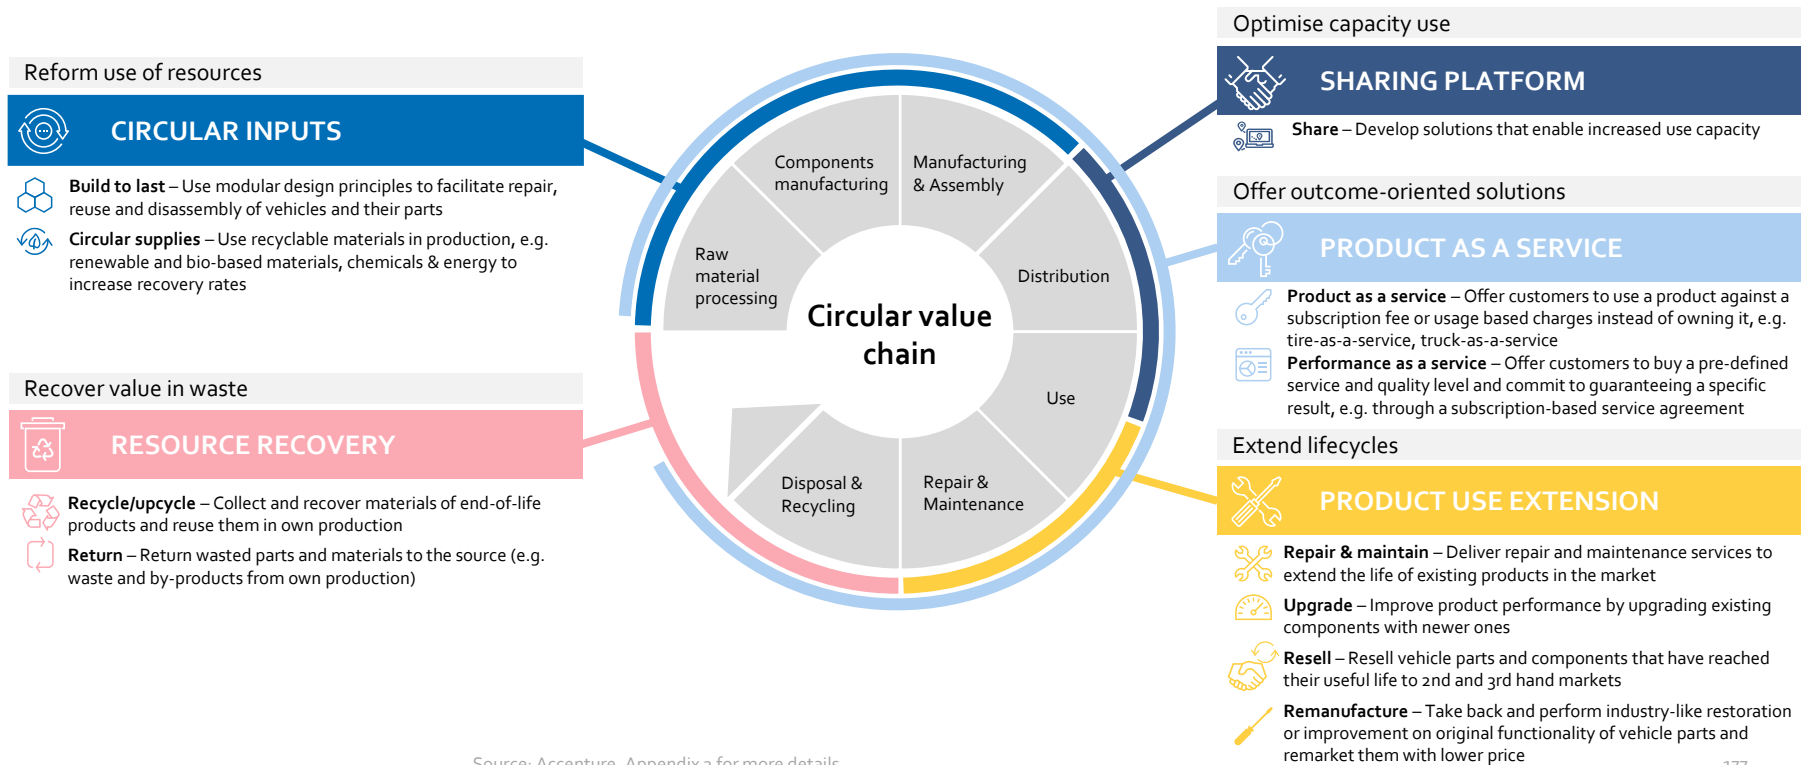 Reform use of resources
CIRCULAR INPUTS
Build to last – Use modular design principles to facilitate repair,
reuse and disassembly of vehicles and their parts
Circular supplies – Use recyclable materials in production, e.g.
renewable and bio-based materials, chemicals & energy to
increase recovery rates
Recover value in waste
RESOURCE RECOVERY
Recycle/upcycle – Collect and recover materials of end-of-life
products and reuse them in own production
Return – Return wasted parts and materials to the source (e.g.
waste and by-products from own production)
Components
manufacturing
Manufacturing
& Assembly
Raw
material
processing
Distribution
Circular value
chain
Use
Disposal &
Recycling
Repair &
Maintenance
Optimise capacity use
SHARING PLATFORM
Share – Develop solutions that enable increased use capacity
Offer outcome-oriented solutions
PRODUCT AS A SERVICE
Product as a service – Offer customers to use a product against a
subscription fee or usage based charges instead of owning it, e.g.
tire-as-a-service, truck-as-a-service
Performance as a service – Offer customers to buy a pre-defined
service and quality level and commit to guaranteeing a specific
result, e.g. through a subscription-based service agreement
Extend lifecycles
PRODUCT USE EXTENSION
Repair & maintain – Deliver repair and maintenance services to
extend the life of existing products in the market
Upgrade – Improve product performance by upgrading existing
components with newer ones
Resell – Resell vehicle parts and components that have reached
their useful life to 2nd and 3rd hand markets
Remanufacture – Take back and perform industry-like restoration
or improvement on original functionality of vehicle parts and
remarket them with lower price
Source: Accenture, Appendix 2 for more details
177